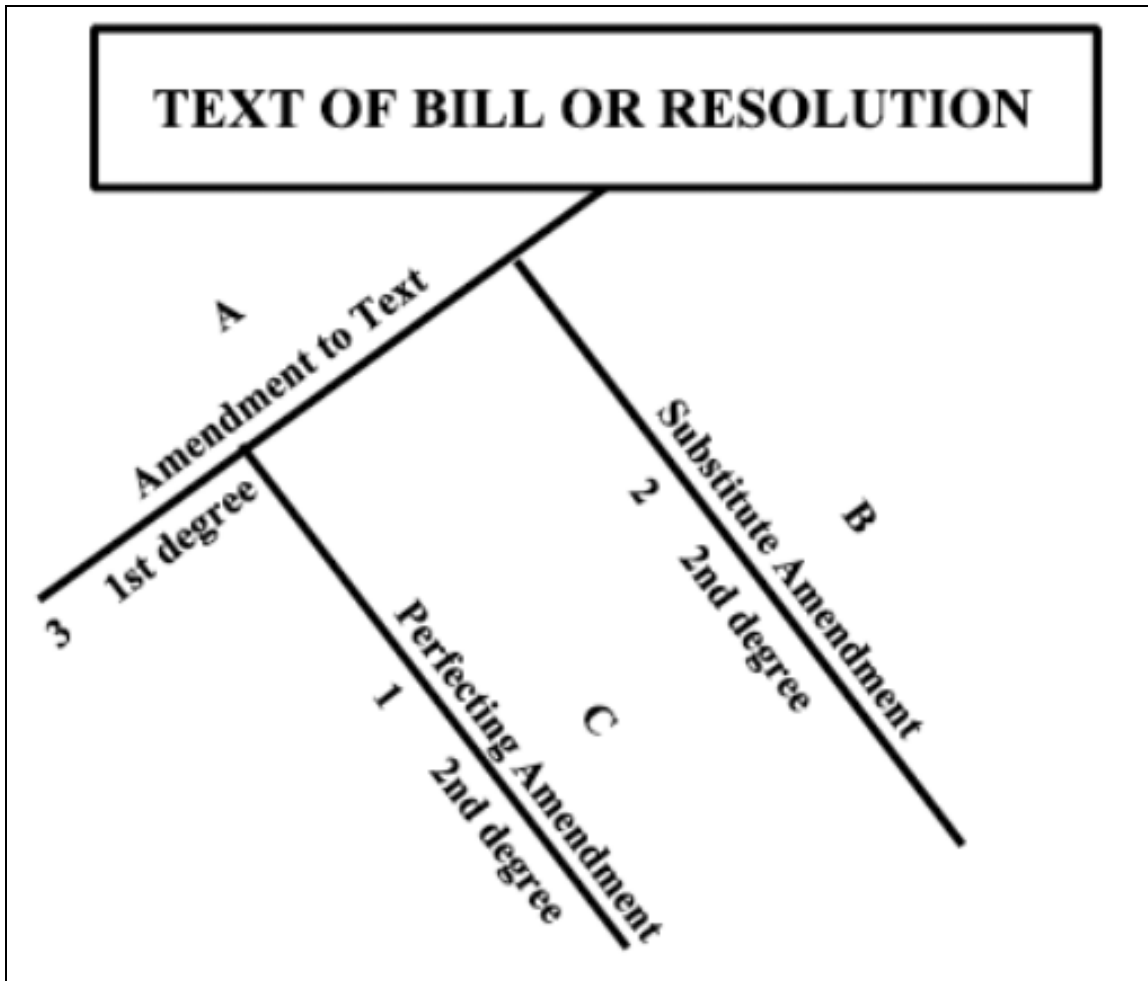 TEXT OF BILL OR RESOLUTION
A
Amendment to Text
1st degree
3
B
Substitute Amendment
2
2nd degree
C
Perfecting Amendment
1
2nd degree